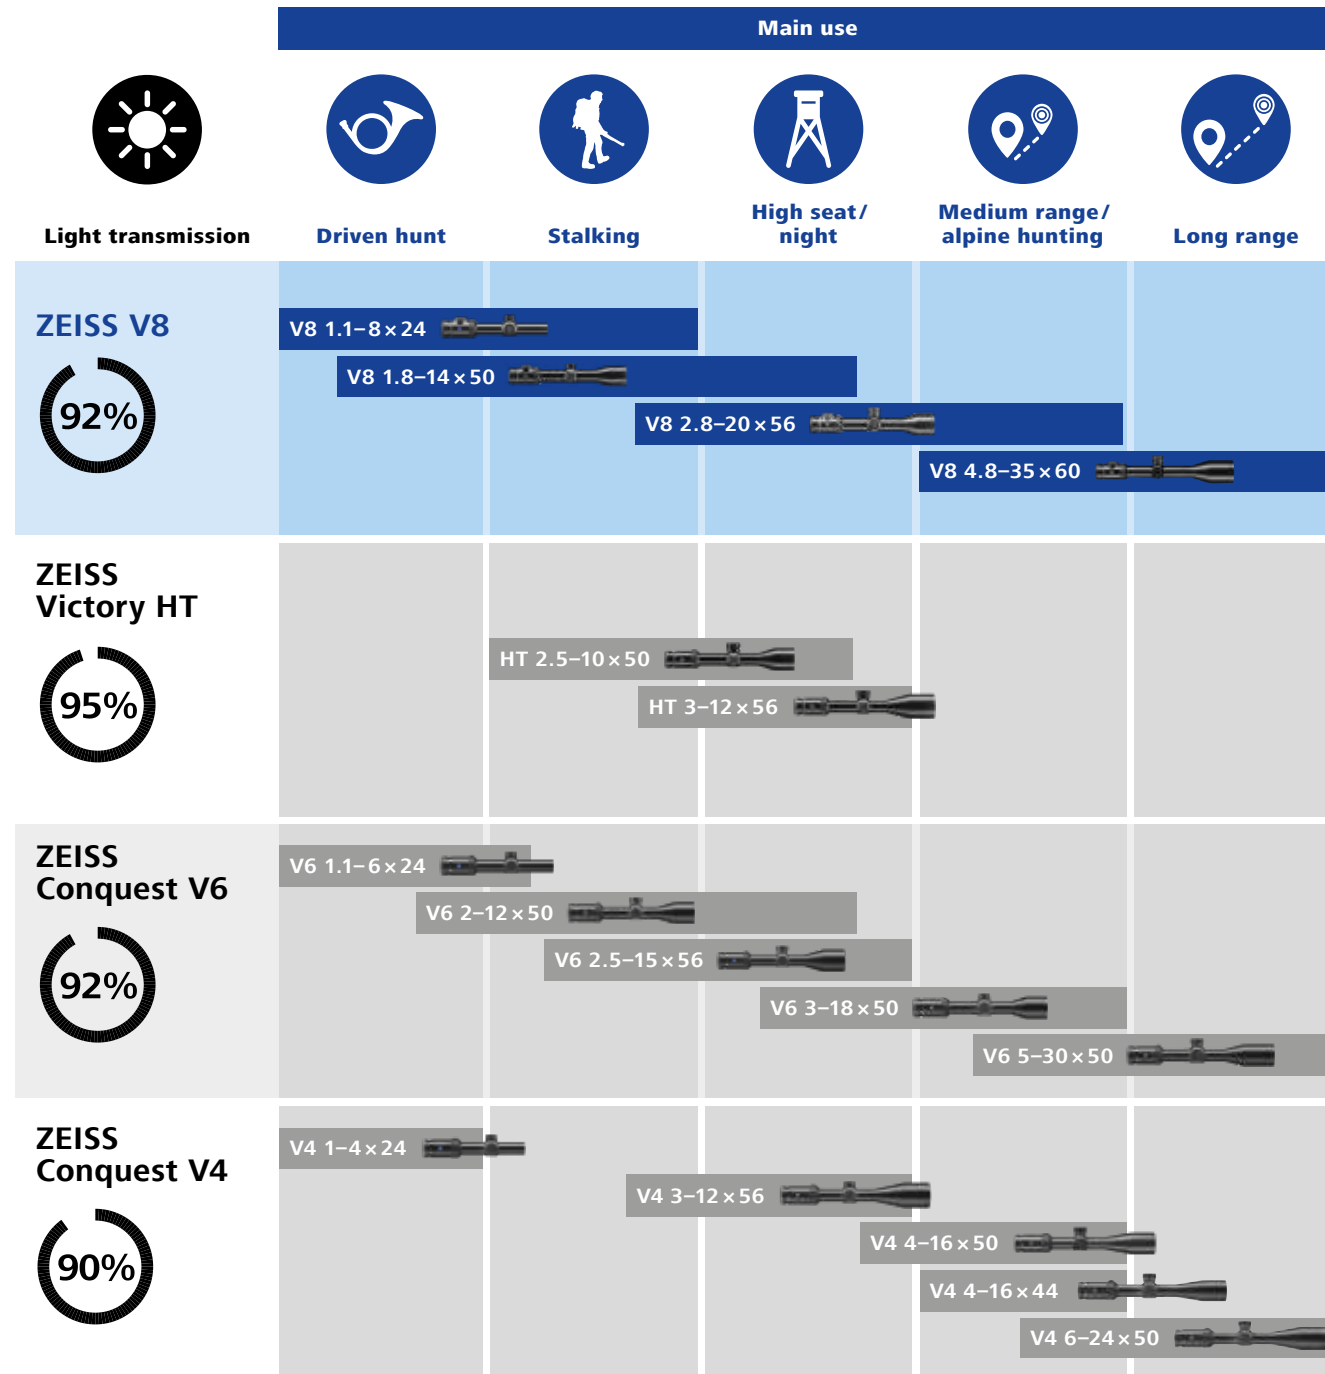 Main use
Light transmission
Driven hunt
Stalking
High seat/
night
Medium range/
alpine hunting
Long range
ZEISS V8
92%
V8 1.1–8×24
V8 1.8–14×50
V8 2.8–20×56
V8 4.8–35×60
ZEISS
Victory HT
95%
HT 2.5–10×50
HT 3–12×56
ZEISS
Conquest V6
92%
V6 1.1–6×24
V6 2–12×50
V6 2.5–15×56
V6 3–18×50
V6 5–30×50
ZEISS
Conquest V4
90%
V4 1–4×24
V4 3–12×56
V4 4–16×50
V4 4–16×44
V4 6–24×50